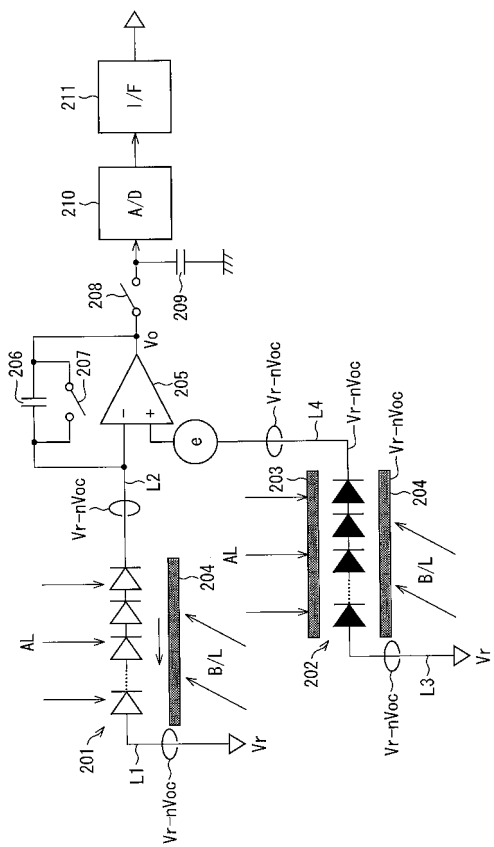 211
I/F
210
A/D
208
209
Vo
206
207
205
−
+
e
L2
Vr-nVoc
AL
201
204
B/L
L1
Vr-nVoc
Vr
Vr-nVoc
L4
Vr-nVoc
203
AL
Vr-nVoc
204
B/L
202
Vr-nVoc
L3
Vr